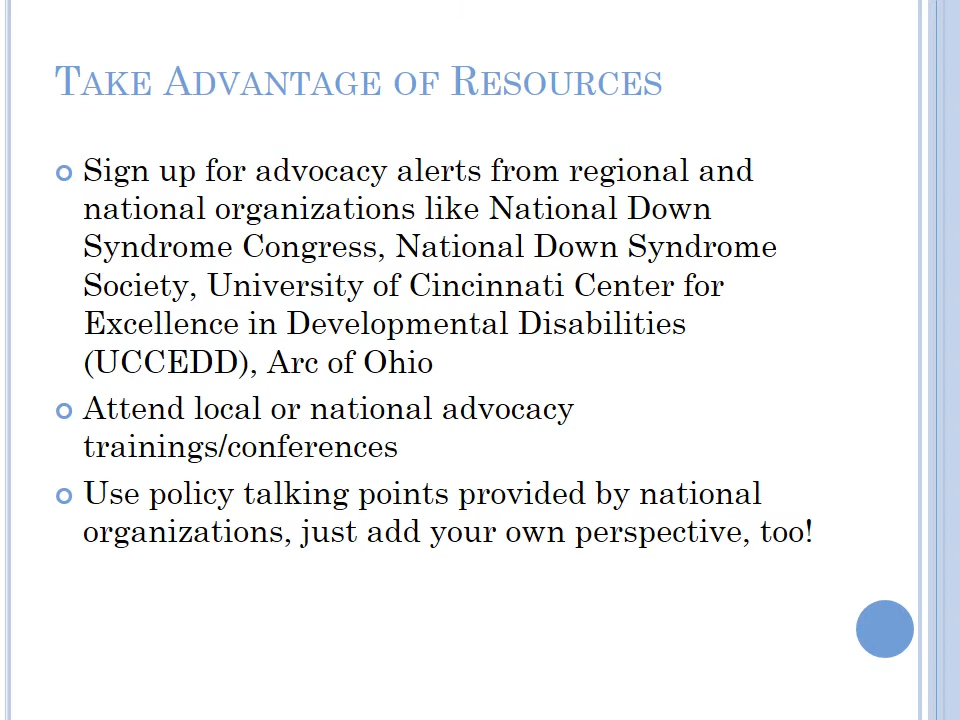 Take Advantage of Resources
Sign up for advocacy alerts from regional and
national organizations like National Down
Syndrome Congress, National Down Syndrome
Society, University of Cincinnati Center for
Excellence in Developmental Disabilities
(UCCEDD), Arc of Ohio
Attend local or national advocacy
trainings/conferences
Use policy talking points provided by national
organizations, just add your own perspective, too!